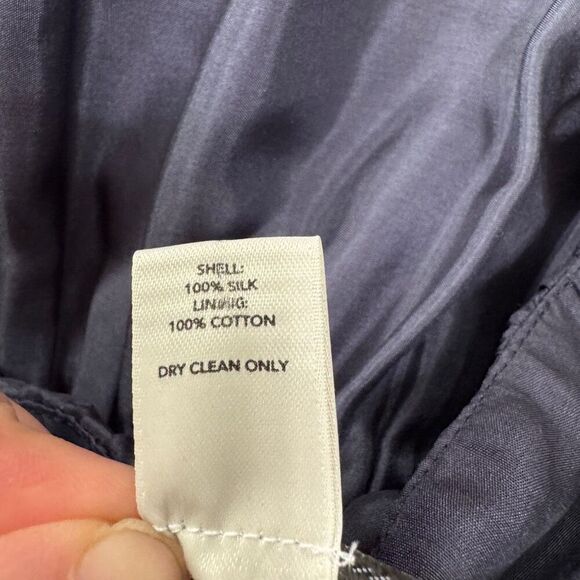 SHELL:
100% SILK
LINING:
100% COTTON
DRY CLEAN ONLY